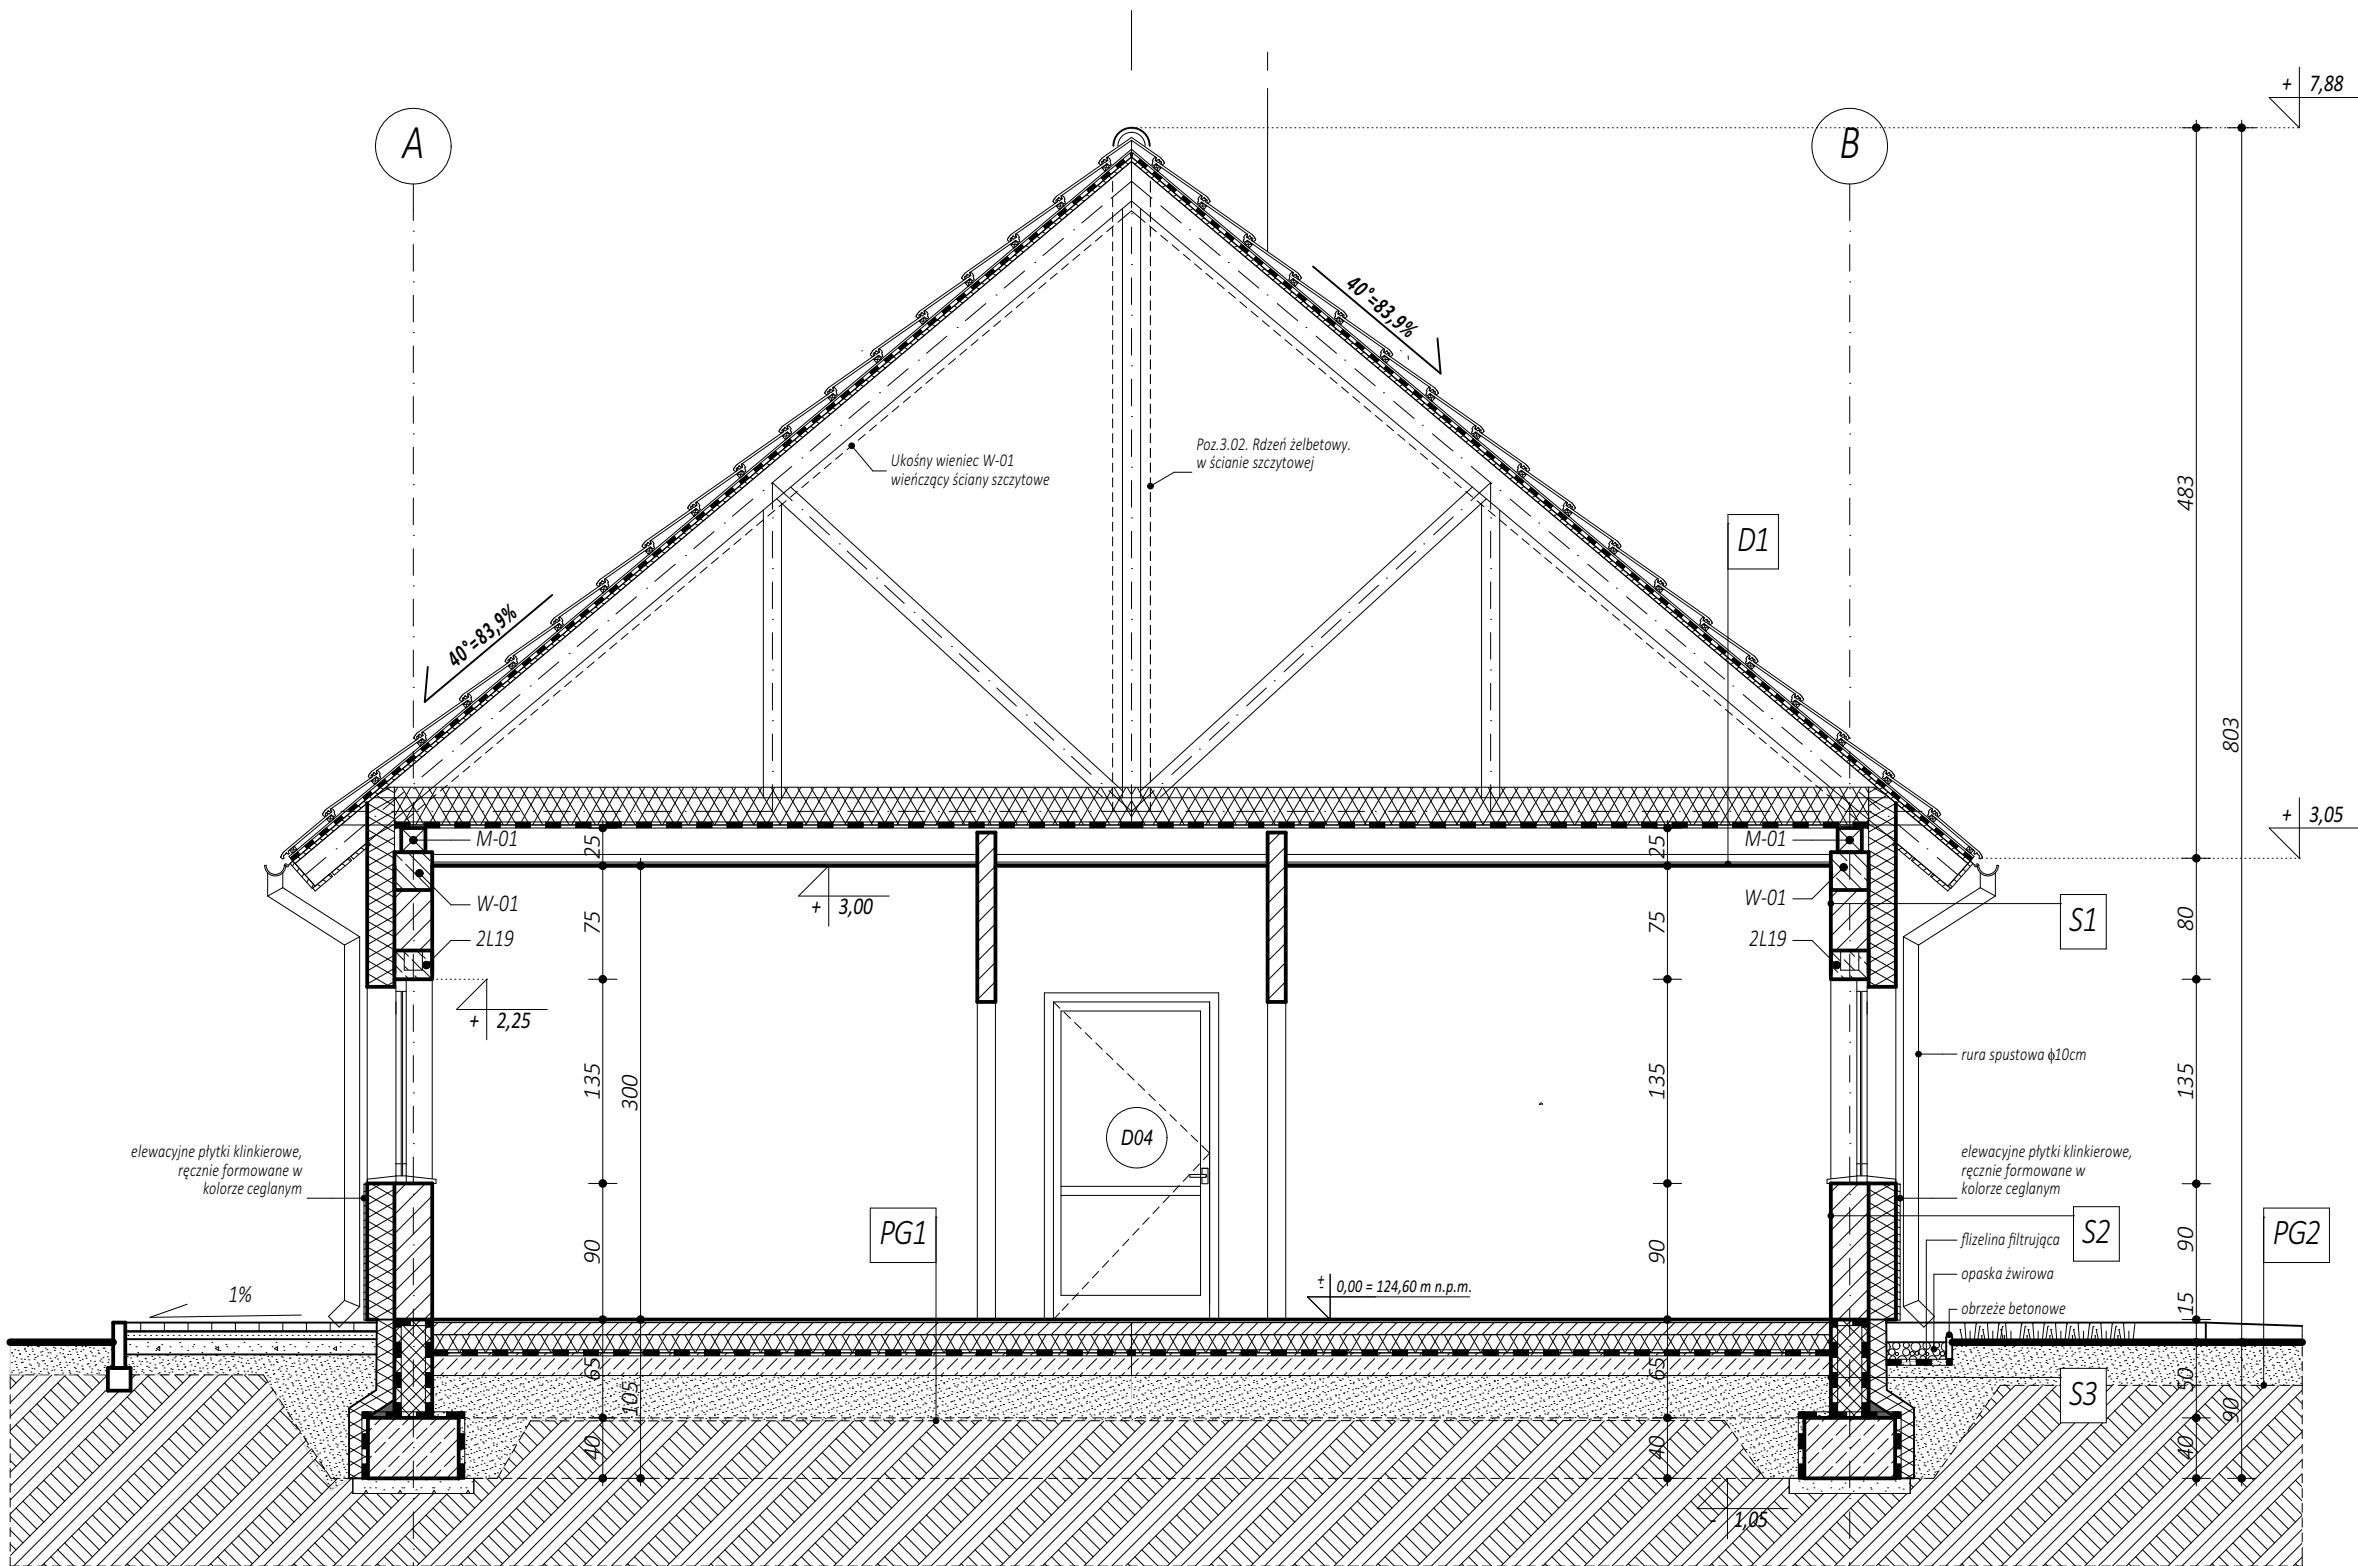 + 7,88
A
B
40°=83,9%
Ukośny wieniec W-01
wieńczący ściany szczytowe
Poz.3.02. Rdzeń żelbetowy.
w ścianie szczytowej
483
D1
40°=83,9%
803
+ 3,05
M-01
25
25
M-01
W-01
+ 3,00
W-01
75
75
80
S1
2L19
2L19
+ 2,25
rura spustowa ϕ10cm
135
300
135
135
D04
elewacyjne płytki klinkierowe,
ręcznie formowane w
kolorze ceglanym
elewacyjne płytki klinkierowe,
ręcznie formowane w
kolorze ceglanym
PG1
S2
PG2
90
90
90
flizelina filtrująca
opaska żwirowa
1%
± 0,00 = 124,60 m n.p.m.
obrzeże betonowe
15
65
65
105
50
S3
90
40
40
40
- 1,05